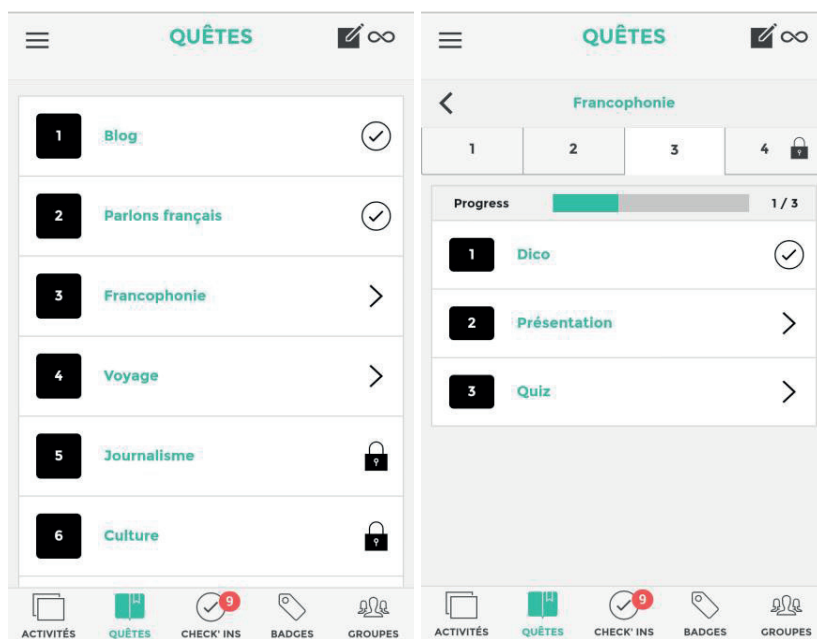 QUÊTES
1 Blog
2 Parlons français
3 Francophonie
4 Voyage
5 Journalisme
6 Culture
9
ACTIVITÉS QUÊTES CHECK' INS BADGES GROUPES
QUÊTES
Francophonie
1 2 3 4
Progress 1 / 3
1 Dico
2 Présentation
3 Quiz
9
ACTIVITÉS QUÊTES CHECK' INS BADGES GROUPES